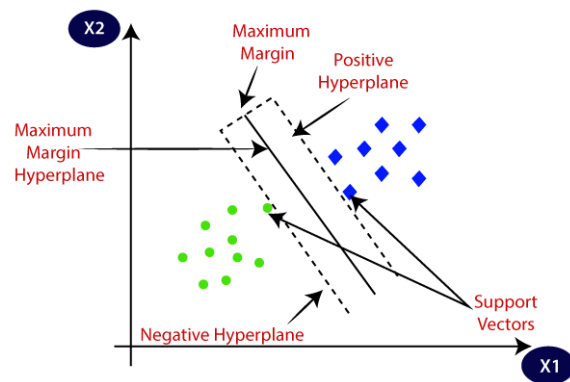 X2
Maximum
Margin
Positive
Hyperplane
Maximum
Margin
Hyperplane
Support
Vectors
Negative Hyperplane
X1